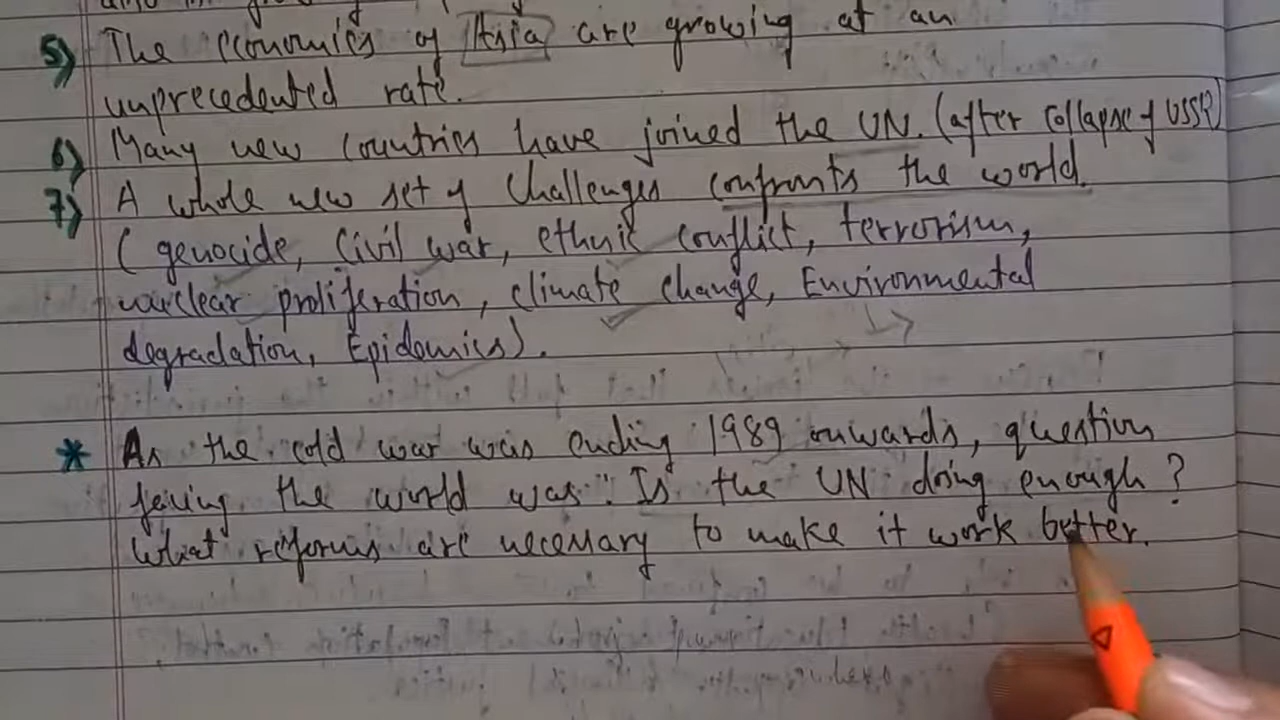 5) The economies of Asia are growing at an
unprecedented rate.
6) Many new countries have joined the UN. (after collapse of USSR)
7) A whole new set of challenges confronts the world.
(genocide, civil war, ethnic conflict, terrorism,
nuclear proliferation, climate change, Environmental
degradation, Epidemics).
* As the cold war was ending 1989 onwards, question
facing the world was. Is the UN doing enough?
What reforms are necessary to make it work better.